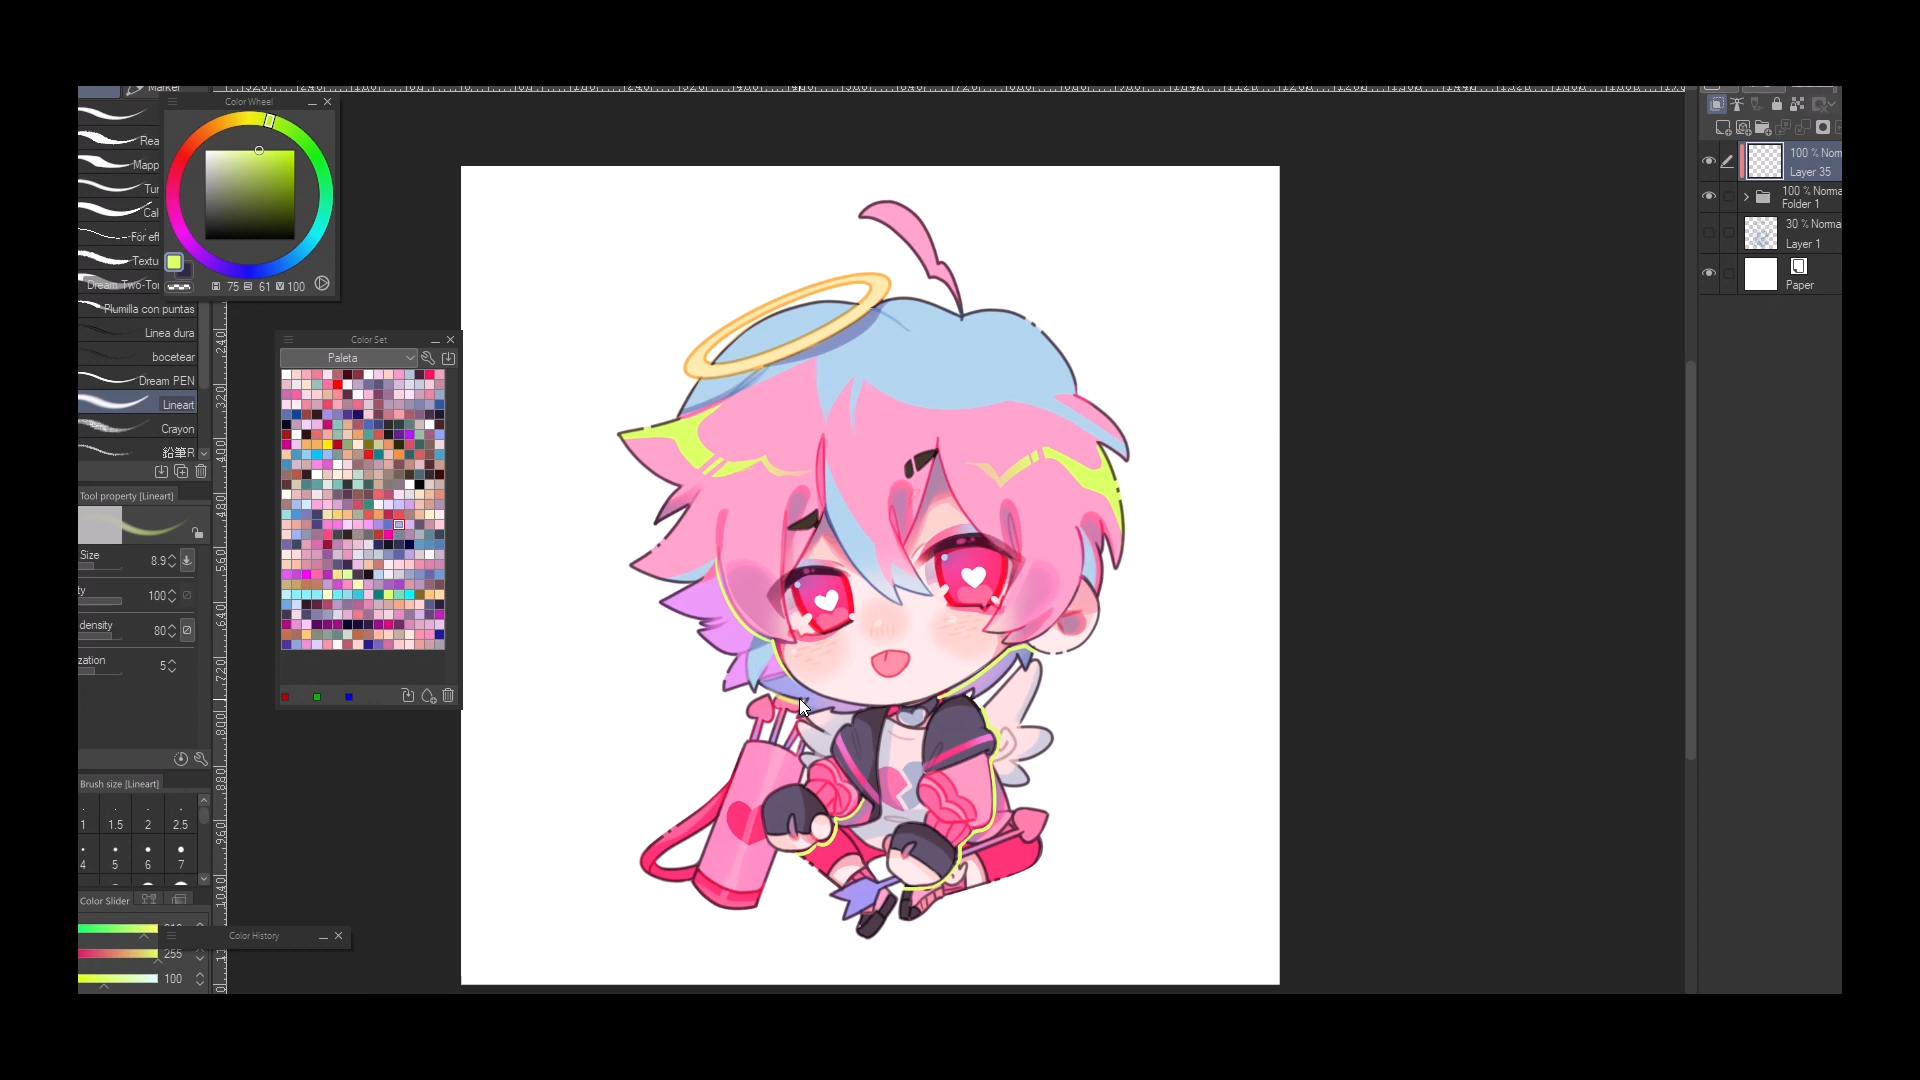 Marker
Color Wheel
Rea
Mapp
Tur
Cal
For eff
Textu
Dream Two-Tor
Plumilla con puntas
Linea dura
bocetear
Dream PEN
Lineart
Crayon
鉛筆R
75 61 100
Color Set
Paleta
Tool property [Lineart]
Size 8.9
ty 100
density 80
zation 5
Brush size [Lineart]
1 1.5 2 2.5
4 5 6 7
Color Slider
Color History
255
100
100 % Nom
Layer 35
100 % Norma
Folder 1
30 % Norma
Layer 1
Paper